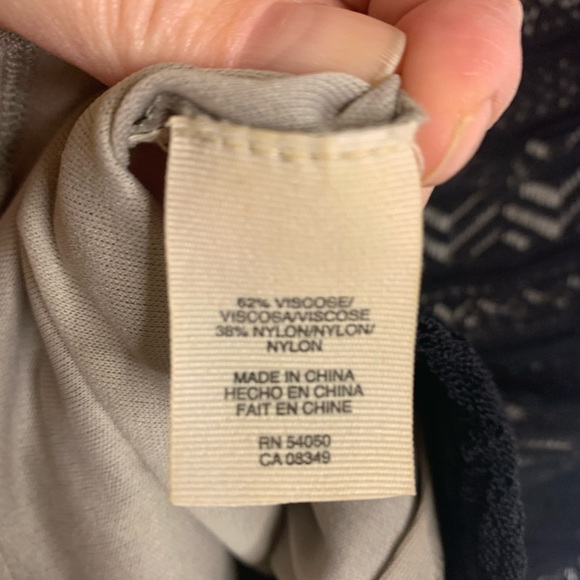 62% VISCOSE/
VISCOSA/VISCOSE
38% NYLON/NYLON/
NYLON
MADE IN CHINA
HECHO EN CHINA
FAIT EN CHINE
RN 54050
CA 08349